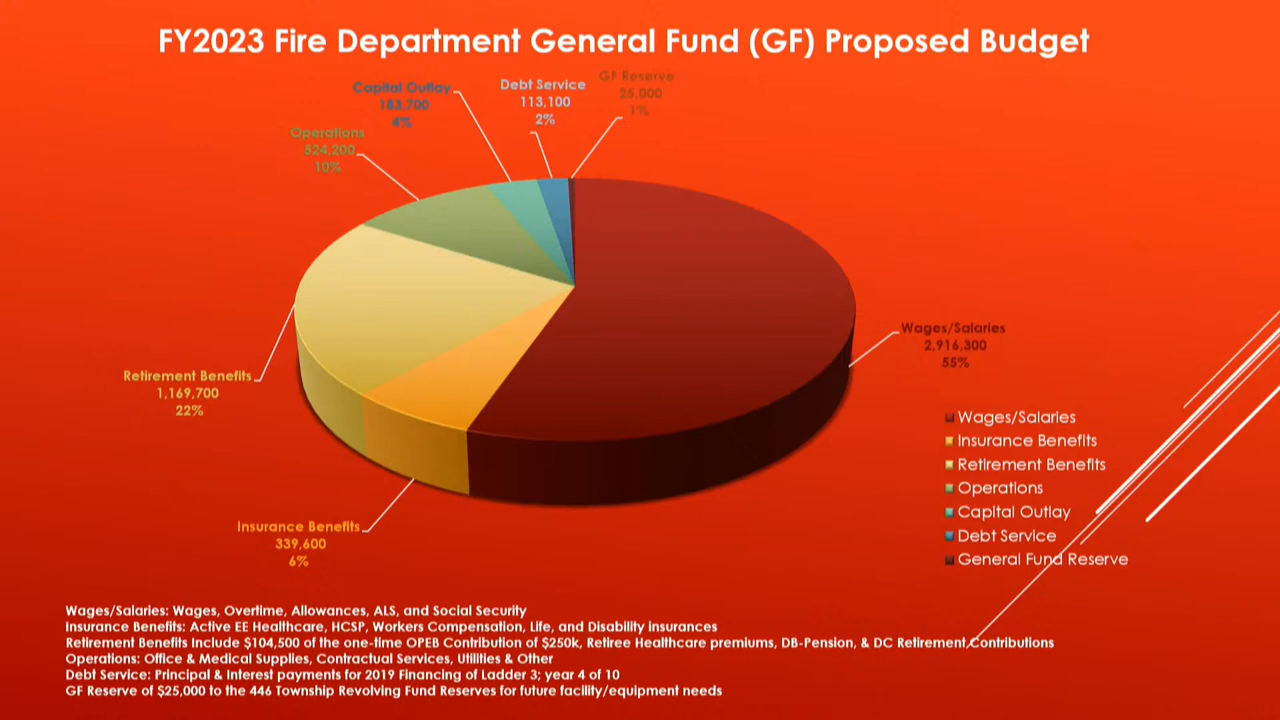 FY2023 Fire Department General Fund (GF) Proposed Budget
GF Reserve
25,000
1%
Debt Service
113,100
2%
Capital Outlay
183,700
4%
Operations
524,200
10%
Wages/Salaries
2,916,300
55%
Retirement Benefits
1,169,700
22%
Insurance Benefits
339,600
6%
Wages/Salaries
Insurance Benefits
Retirement Benefits
Operations
Capital Outlay
Debt Service
General Fund Reserve
Wages/Salaries: Wages, Overtime, Allowances, ALS, and Social Security
Insurance Benefits: Active EE Healthcare, HCSP, Workers Compensation, Life, and Disability insurances
Retirement Benefits Include $104,500 of the one-time OPEB Contribution of $250k, Retiree Healthcare premiums, DB-Pension, & DC Retirement Contributions
Operations: Office & Medical Supplies, Contractual Services, Utilities & Other
Debt Service: Principal & Interest payments for 2019 Financing of Ladder 3; year 4 of 10
GF Reserve of $25,000 to the 446 Township Revolving Fund Reserves for future facility/equipment needs